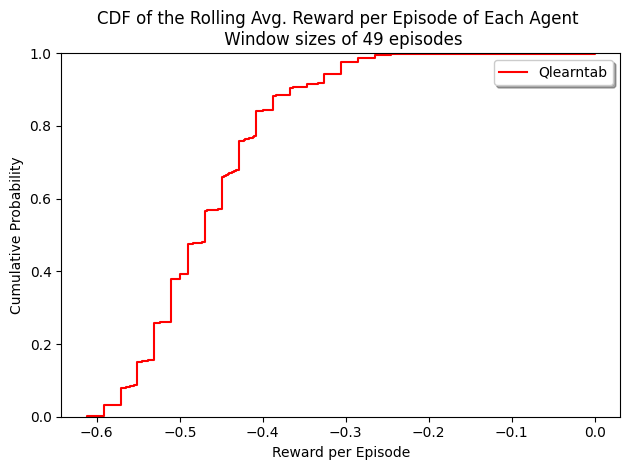 CDF of the Rolling Avg. Reward per Episode of Each Agent
Window sizes of 49 episodes
1.0
Qlearntab
0.8
0.6
0.4
0.2
0.0
Cumulative Probability
−0.6 −0.5 −0.4 −0.3 −0.2 −0.1 0.0
Reward per Episode